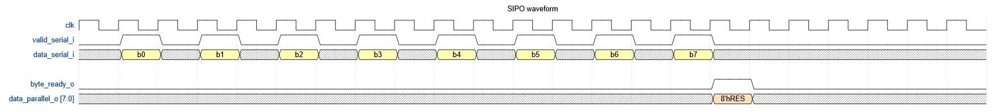 SIPO waveform
clk
valid_serial_i
data_serial_i b0 b1 b2 b3 b4 b5 b6 b7
byte_ready_o
data_parallel_o [7:0] 8'hRES